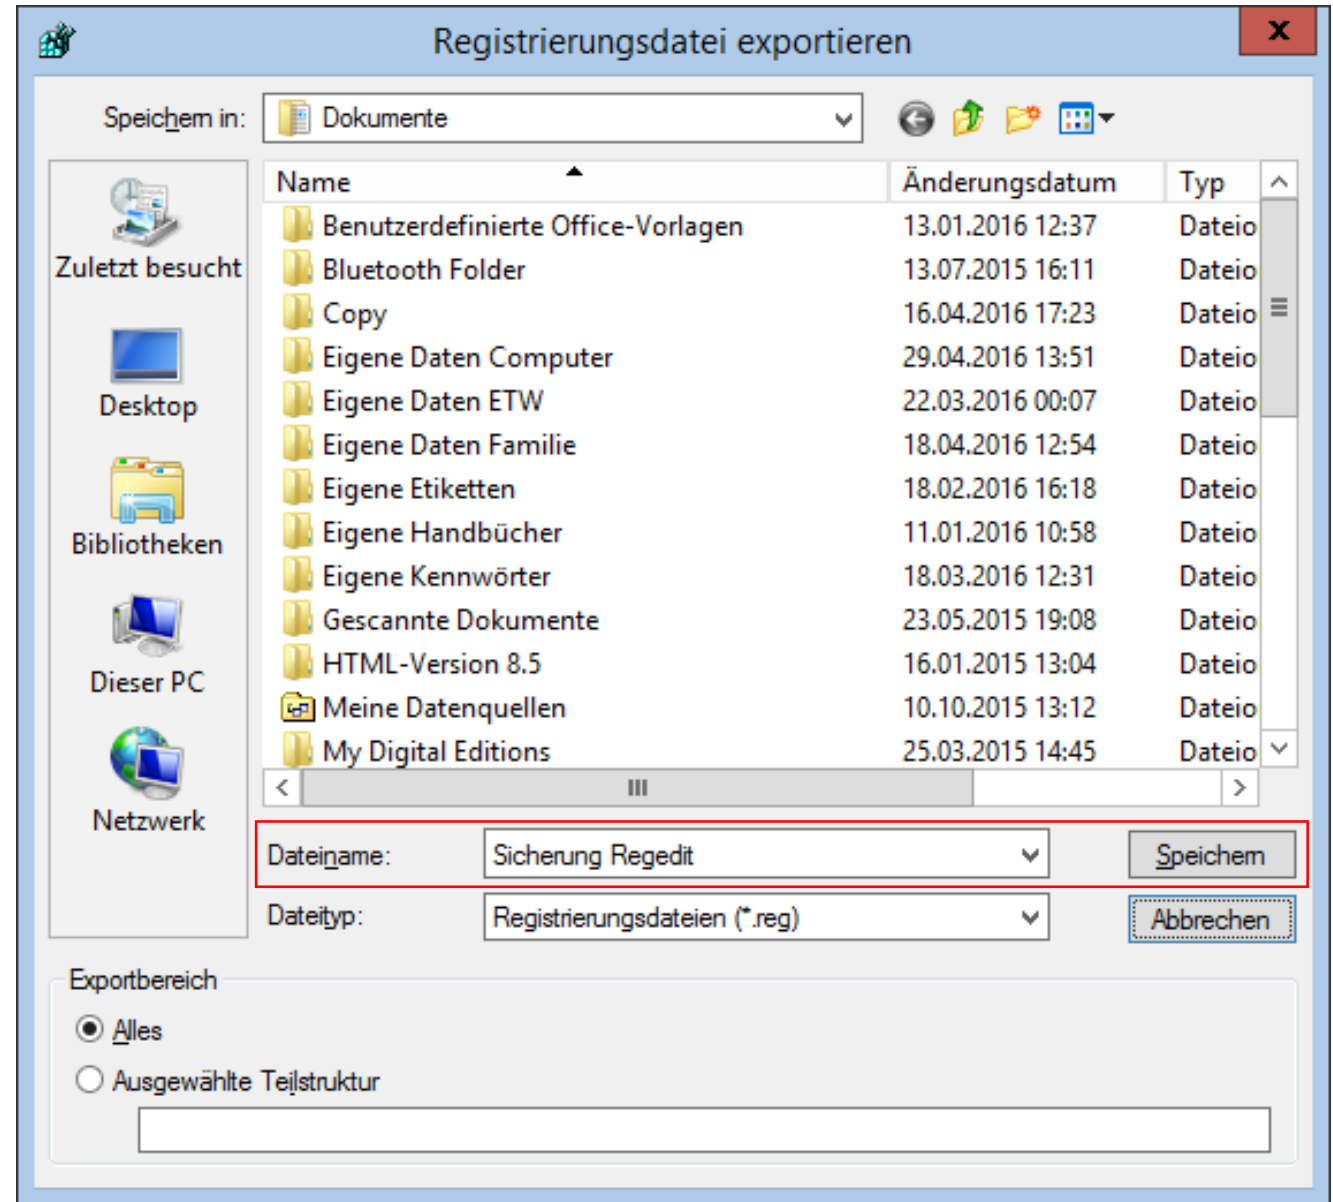 Registrierungsdatei exportieren
x
Speichern in: Dokumente
Name Änderungsdatum Typ
Benutzerdefinierte Office-Vorlagen 13.01.2016 12:37 Dateio
Bluetooth Folder 13.07.2015 16:11 Dateio
Copy 16.04.2016 17:23 Dateio
Eigene Daten Computer 29.04.2016 13:51 Dateio
Eigene Daten ETW 22.03.2016 00:07 Dateio
Eigene Daten Familie 18.04.2016 12:54 Dateio
Eigene Etiketten 18.02.2016 16:18 Dateio
Eigene Handbücher 11.01.2016 10:58 Dateio
Eigene Kennwörter 18.03.2016 12:31 Dateio
Gescannte Dokumente 23.05.2015 19:08 Dateio
HTML-Version 8.5 16.01.2015 13:04 Dateio
Meine Datenquellen 10.10.2015 13:12 Dateio
My Digital Editions 25.03.2015 14:45 Dateio
Zuletzt besucht
Desktop
Bibliotheken
Dieser PC
Netzwerk
Dateiname: Sicherung Regedit Speichern
Dateityp: Registrierungsdateien (*.reg) Abbrechen
Exportbereich
Alles
Ausgewählte Teilstruktur